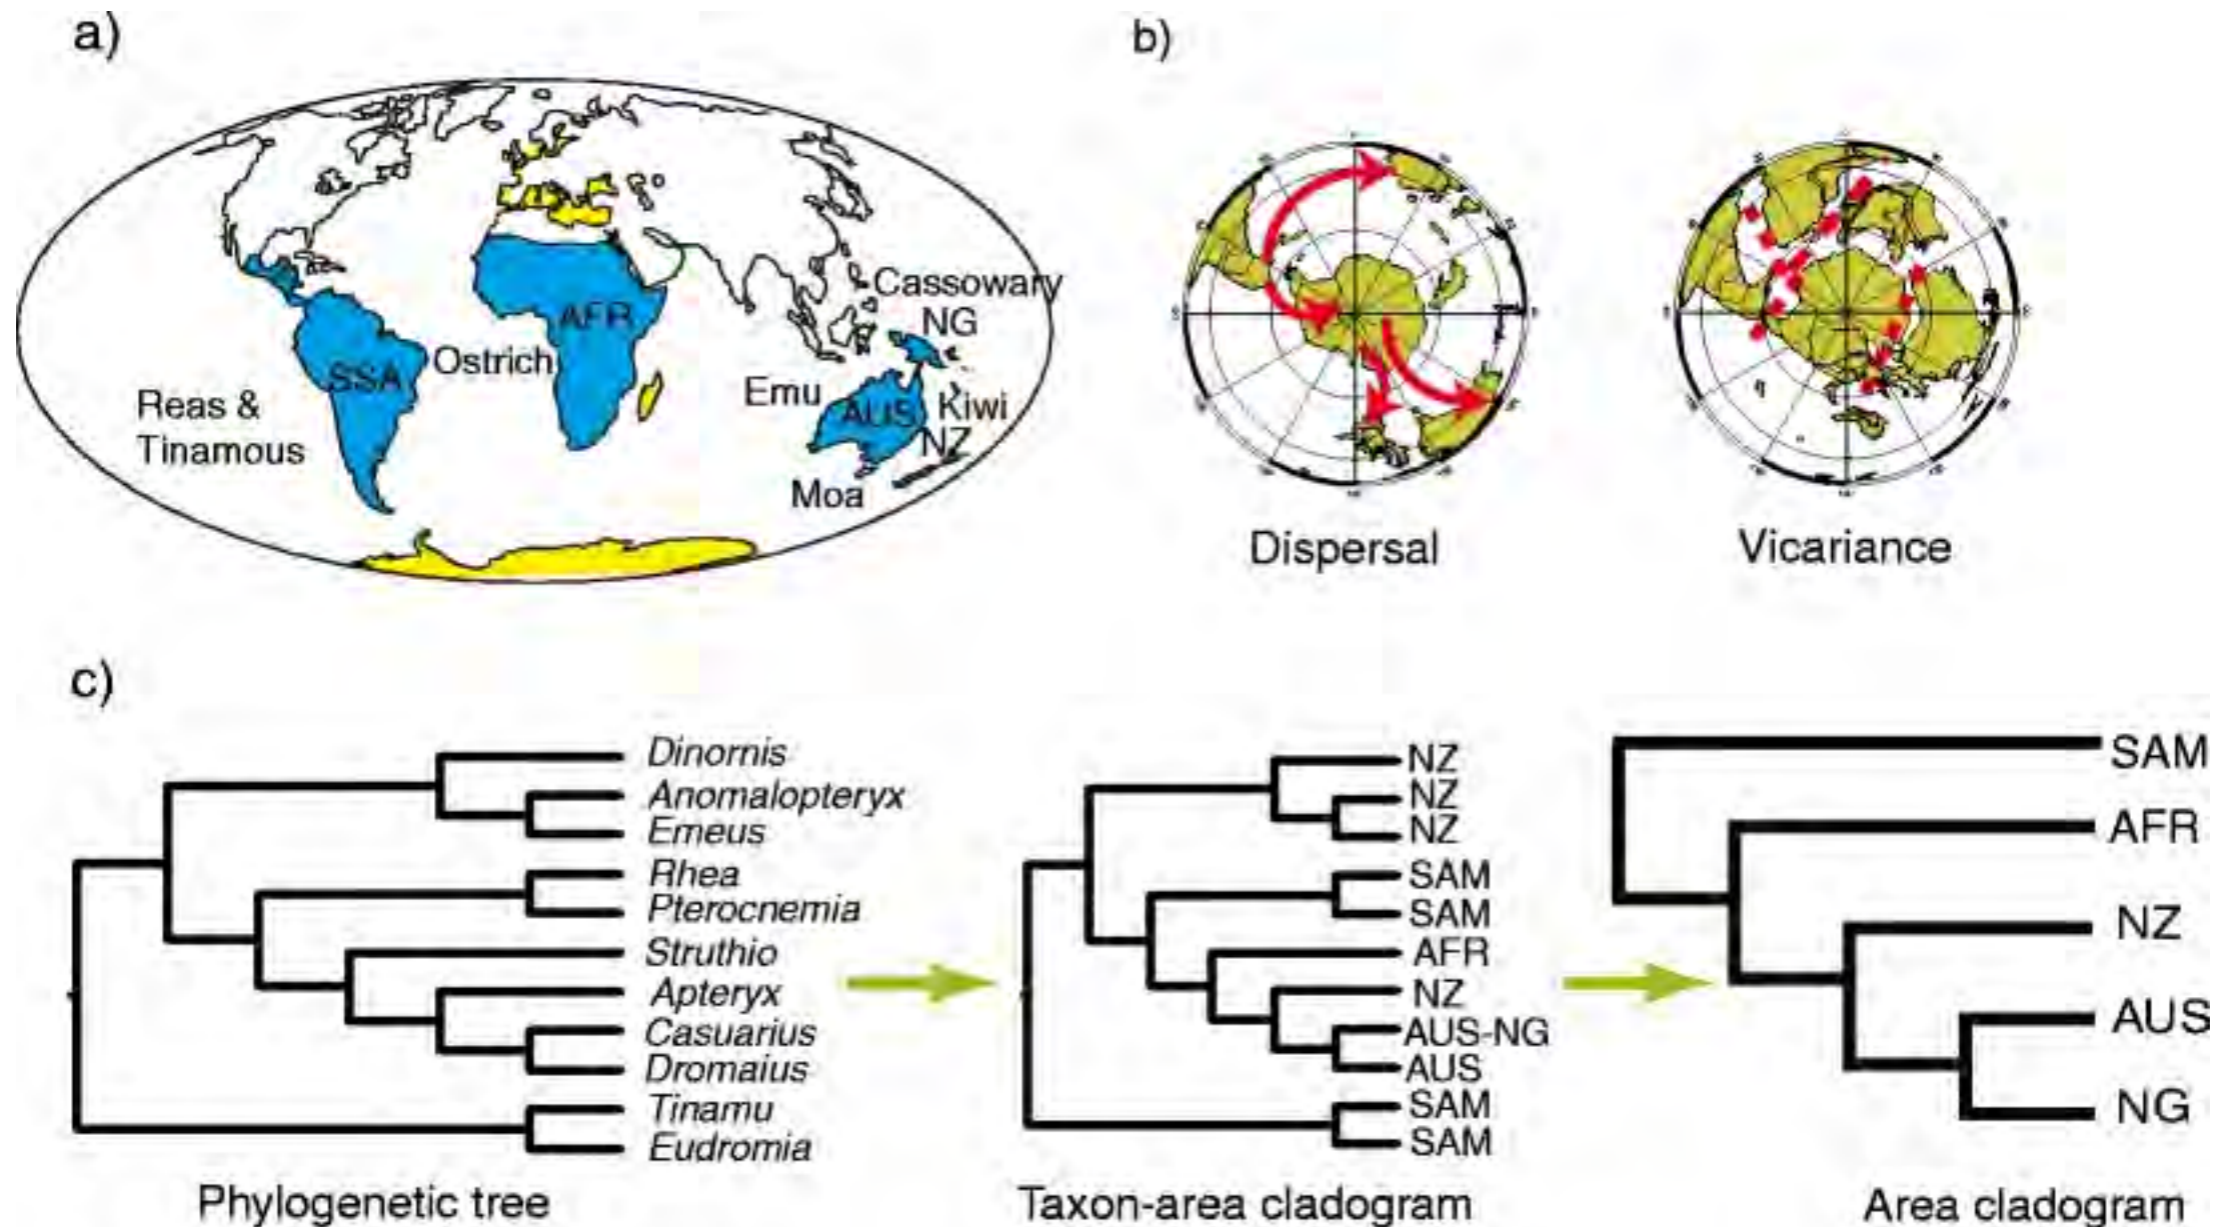 a)
Cassowary
NG
AFR
Ostrich
SSA
Emu
AUS
Kiwi
NZ
Reas &
Tinamous
Moa
b)
Dispersal
Vicariance
c)
Dinornis
Anomalopteryx
Emeus
Rhea
Pterocnemia
Struthio
Apteryx
Casuarius
Dromaius
Tinamu
Eudromia
Phylogenetic tree
NZ
NZ
NZ
SAM
SAM
AFR
NZ
AUS-NG
AUS
SAM
SAM
Taxon-area cladogram
SAM
AFR
NZ
AUS
NG
Area cladogram